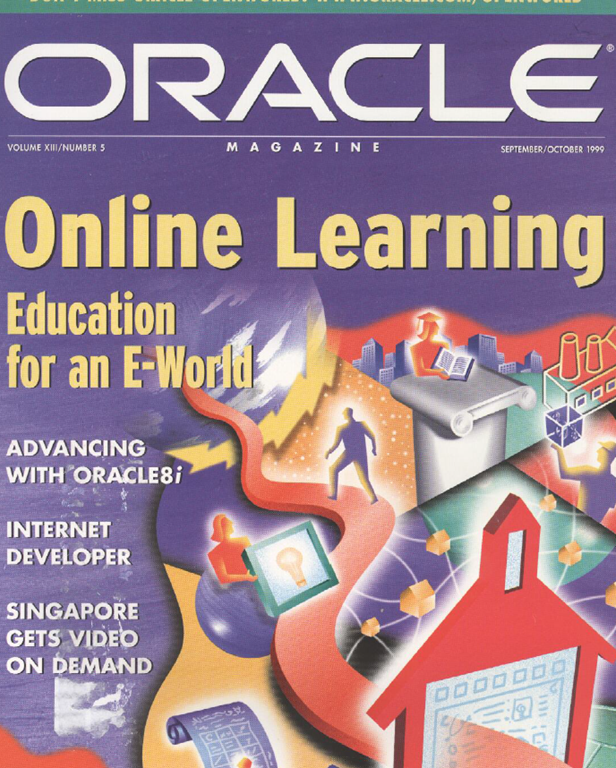 ORACLE®
MAGAZINE
VOLUME XIII/NUMBER 5
SEPTEMBER/OCTOBER 1999
Online Learning
Education
for an E-World
ADVANCING
WITH ORACLE8i
INTERNET
DEVELOPER
SINGAPORE
GETS VIDEO
ON DEMAND